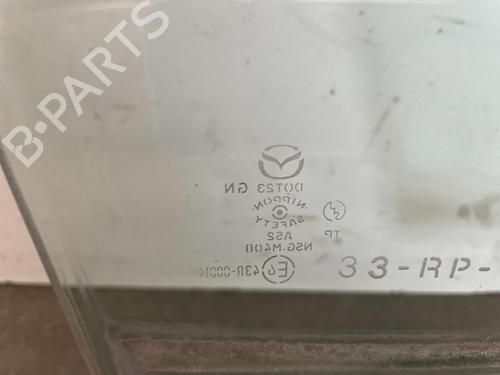 B-PARTS
DOT23 GN
NIPPON
SAFETY
AS2
NSG.M40B
TP
E6 43R-00014
33-RP-